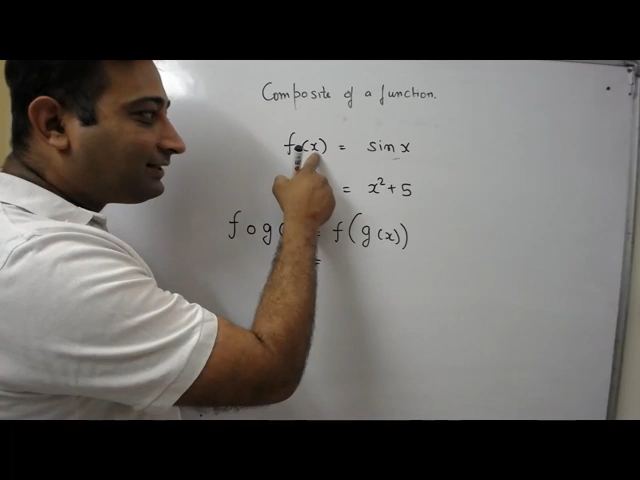 Composite of a function.
f(x) = sin x
= x² + 5
fog = f(g(x))
=